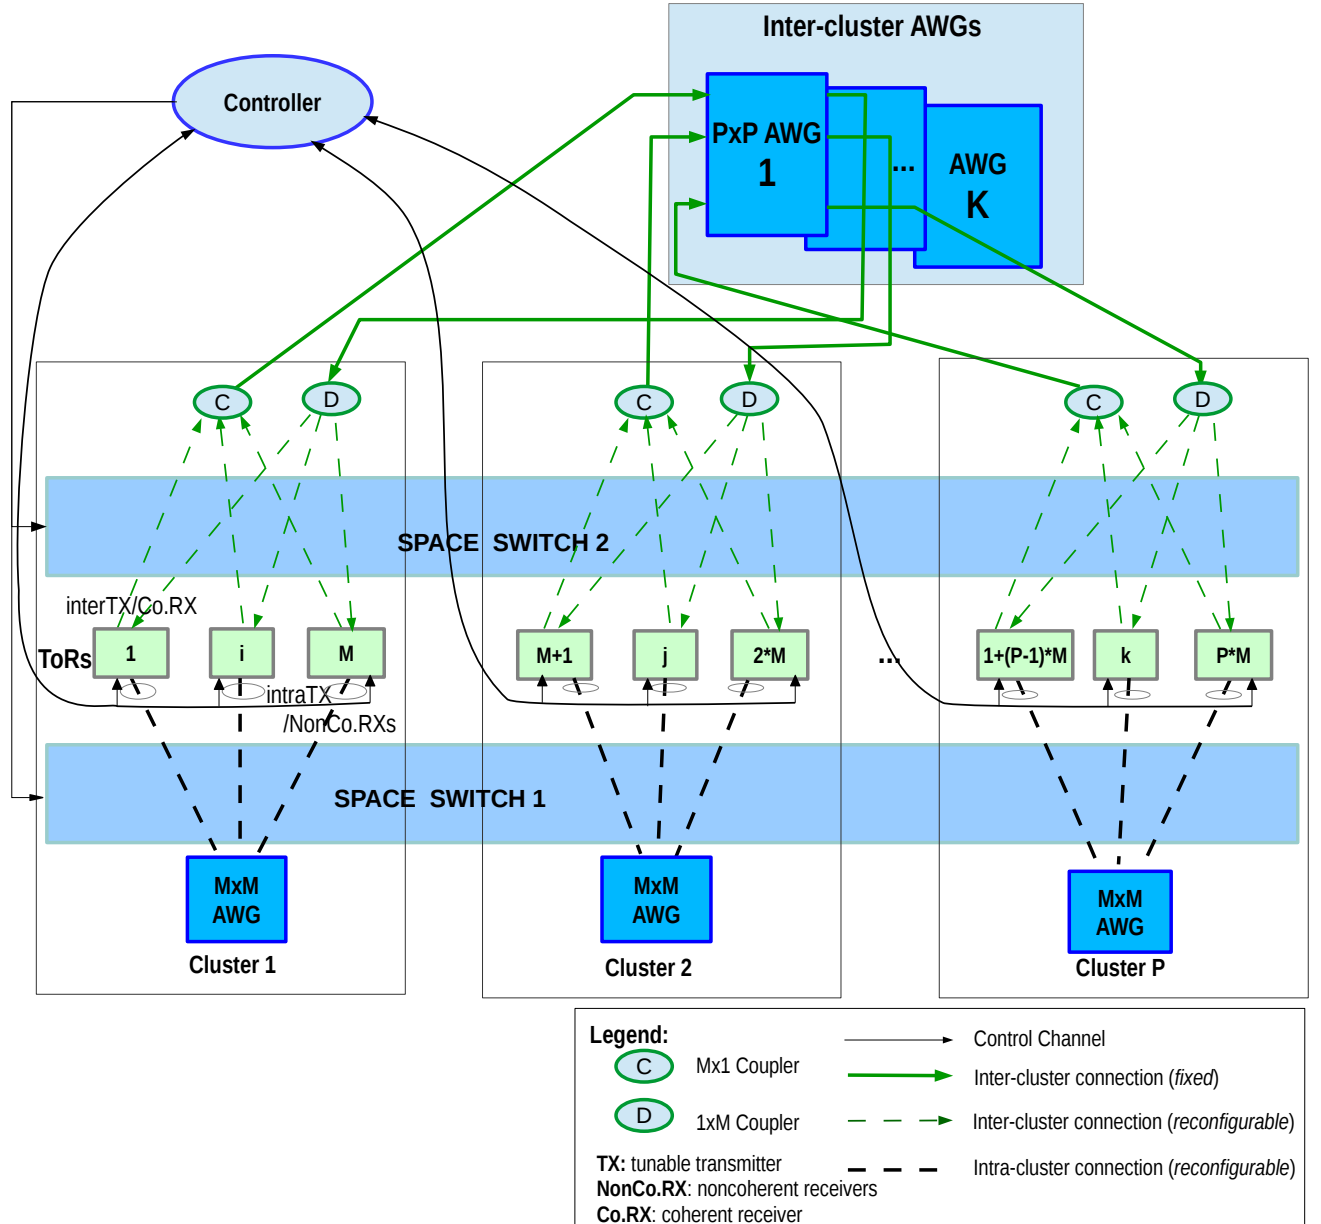 Inter-cluster AWGs
Controller
PxP AWG
1
...
AWG
K
C
D
C
D
C
D
SPACE SWITCH 2
interTX/Co.RX
ToRs
1
i
M
M+1
j
2*M
...
1+(P-1)*M
k
P*M
intraTX
/NonCo.RXs
SPACE SWITCH 1
MxM
AWG
MxM
AWG
MxM
AWG
Cluster 1
Cluster 2
Cluster P
Legend:
C Mx1 Coupler
D 1xM Coupler
TX: tunable transmitter
NonCo.RX: noncoherent receivers
Co.RX: coherent receiver
Control Channel
Inter-cluster connection (fixed)
Inter-cluster connection (reconfigurable)
Intra-cluster connection (reconfigurable)